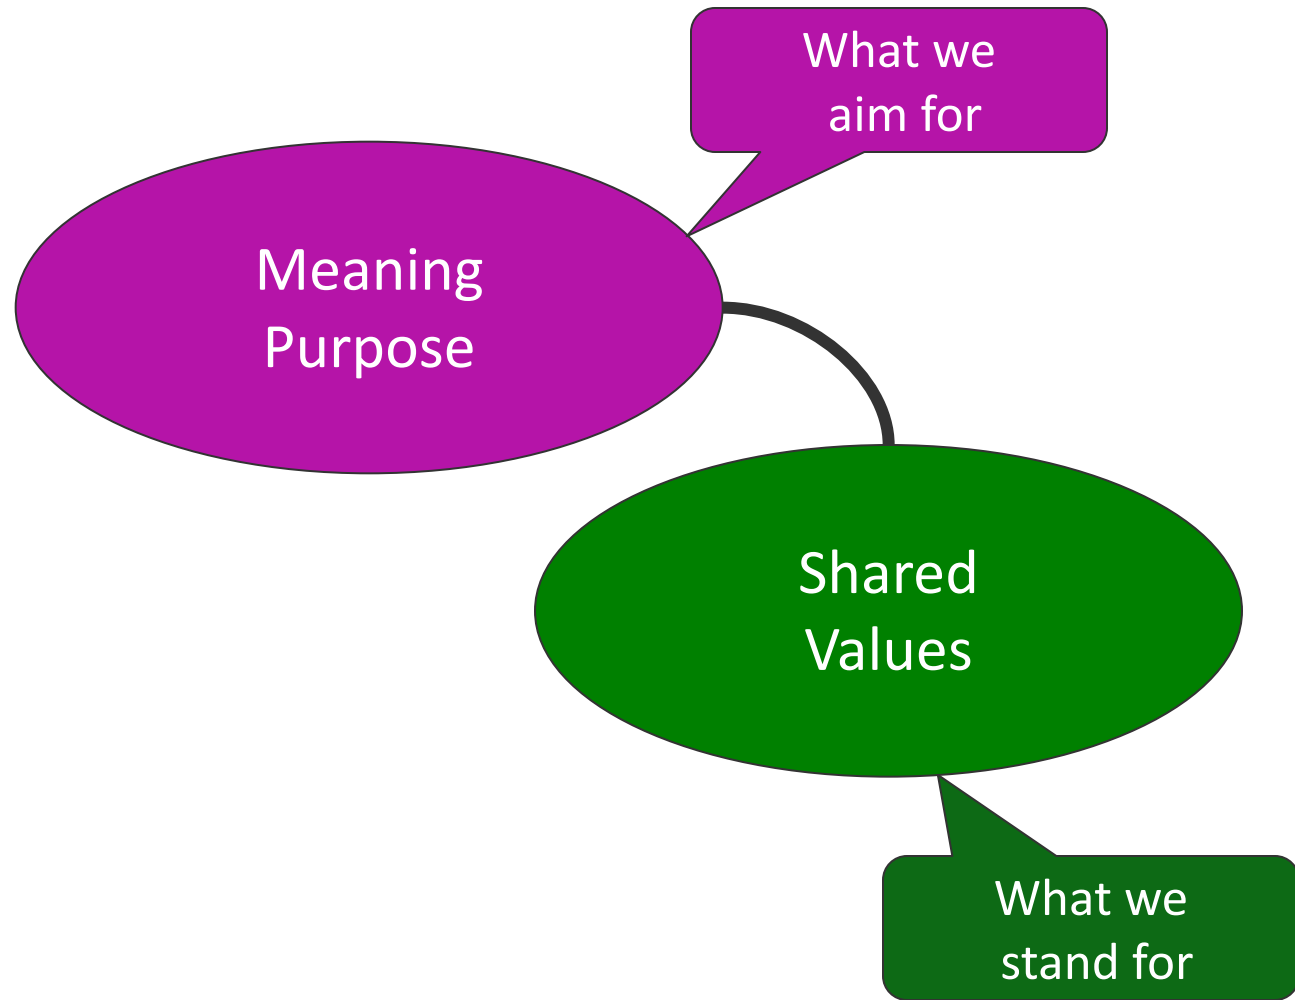 What we
aim for
Meaning
Purpose
Shared
Values
What we
stand for